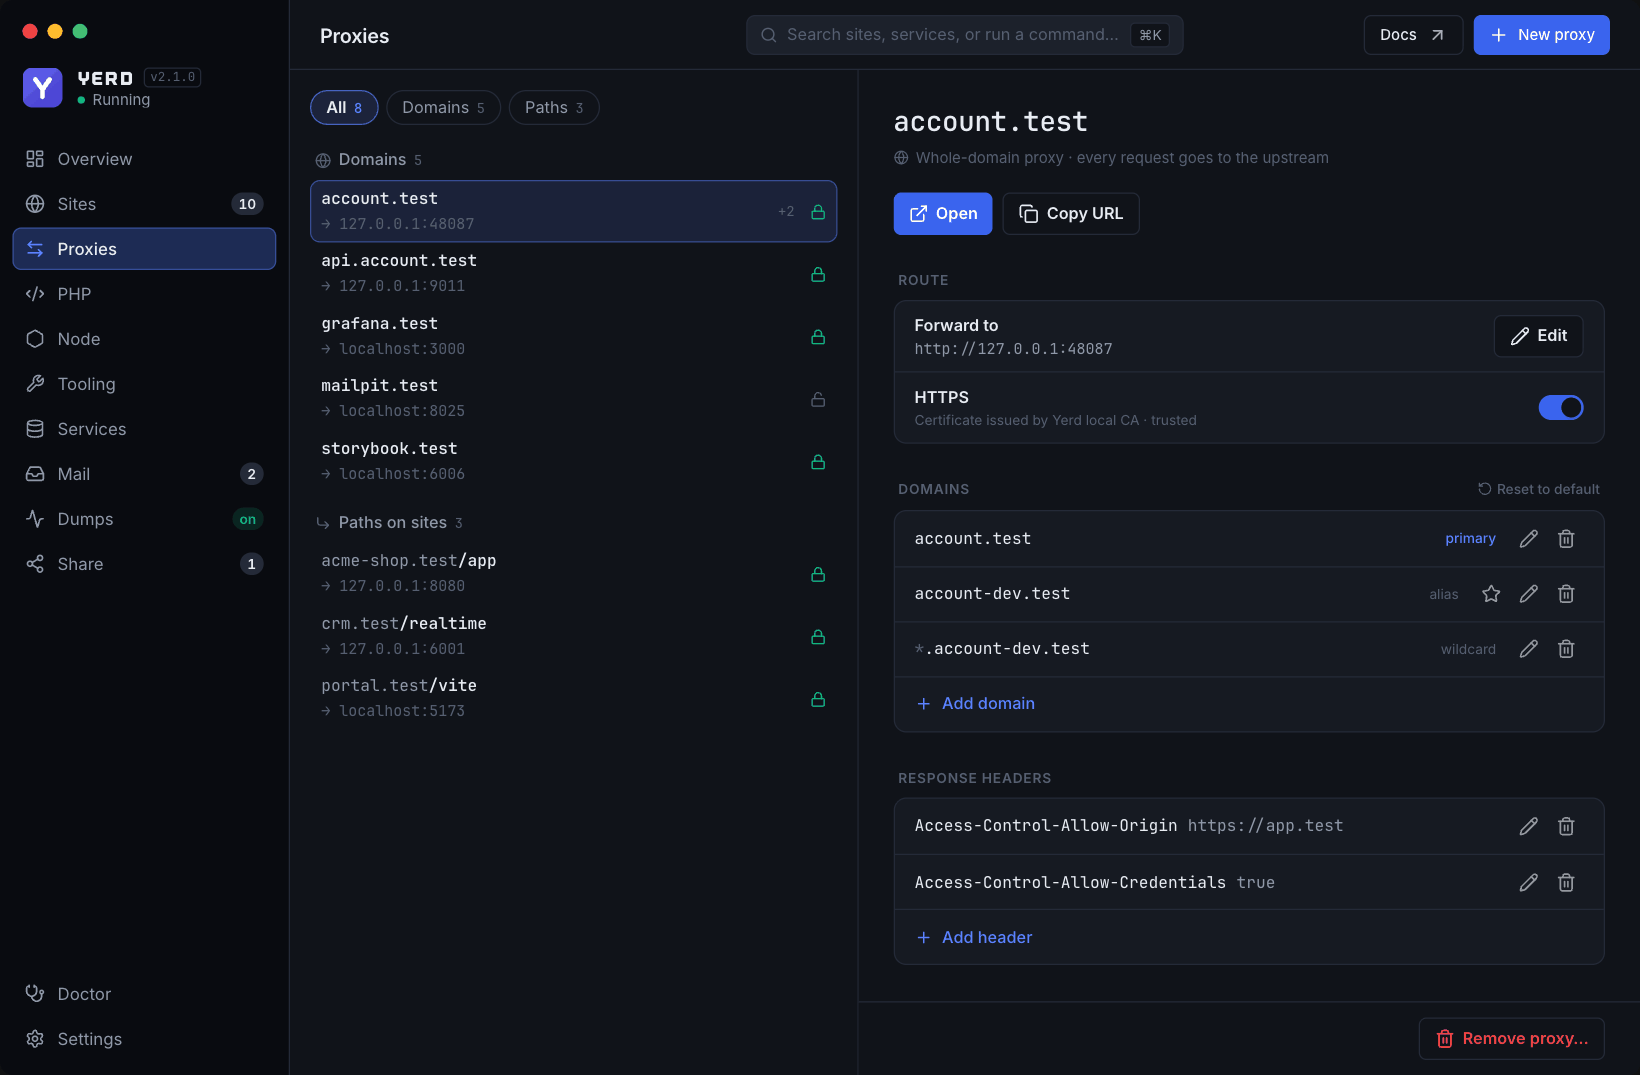 Proxies
Search sites, services, or run a command... ⌘K
Docs
New proxy
YERD v2.1.0
Running
Overview
Sites 10
Proxies
PHP
Node
Tooling
Services
Mail 2
Dumps on
Share 1
Doctor
Settings
All 8
Domains 5
Paths 3
Domains 5
account.test
→ 127.0.0.1:48087
+2
api.account.test
→ 127.0.0.1:9011
grafana.test
→ localhost:3000
mailpit.test
→ localhost:8025
storybook.test
→ localhost:6006
Paths on sites 3
acme-shop.test/app
→ 127.0.0.1:8080
crm.test/realtime
→ 127.0.0.1:6001
portal.test/vite
→ localhost:5173
account.test
Whole-domain proxy · every request goes to the upstream
Open
Copy URL
ROUTE
Forward to
http://127.0.0.1:48087
Edit
HTTPS
Certificate issued by Yerd local CA · trusted
DOMAINS
Reset to default
account.test primary
account-dev.test alias
*.account-dev.test wildcard
Add domain
RESPONSE HEADERS
Access-Control-Allow-Origin https://app.test
Access-Control-Allow-Credentials true
Add header
Remove proxy...